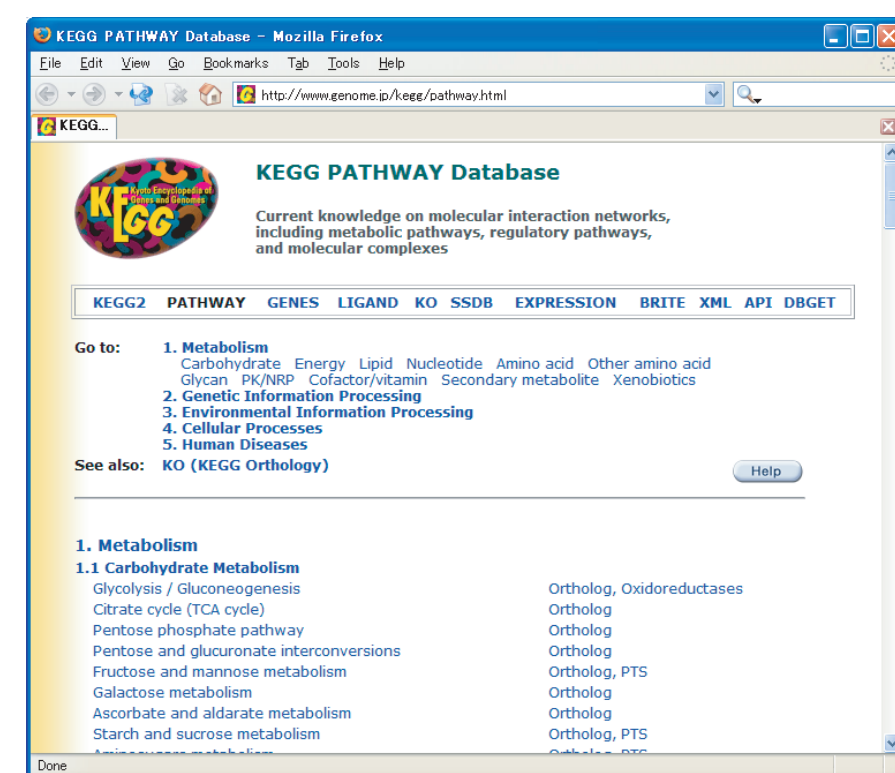 KEGG PATHWAY Database - Mozilla Firefox
File Edit View Go Bookmarks Tab Tools Help
http://www.genome.jp/kegg/pathway.html
KEGG...
KEGG PATHWAY Database
Kyoto Encyclopedia of
Genes and Genomes
KEGG
Current knowledge on molecular interaction networks,
including metabolic pathways, regulatory pathways,
and molecular complexes
KEGG2 PATHWAY GENES LIGAND KO SSDB EXPRESSION BRITE XML API DBGET
Go to: 1. Metabolism
Carbohydrate Energy Lipid Nucleotide Amino acid Other amino acid
Glycan PK/NRP Cofactor/vitamin Secondary metabolite Xenobiotics
2. Genetic Information Processing
3. Environmental Information Processing
4. Cellular Processes
5. Human Diseases
See also: KO (KEGG Orthology)
Help
1. Metabolism
1.1 Carbohydrate Metabolism
Glycolysis / Gluconeogenesis Ortholog, Oxidoreductases
Citrate cycle (TCA cycle) Ortholog
Pentose phosphate pathway Ortholog
Pentose and glucuronate interconversions Ortholog
Fructose and mannose metabolism Ortholog, PTS
Galactose metabolism Ortholog
Ascorbate and aldarate metabolism Ortholog
Starch and sucrose metabolism Ortholog, PTS
Done